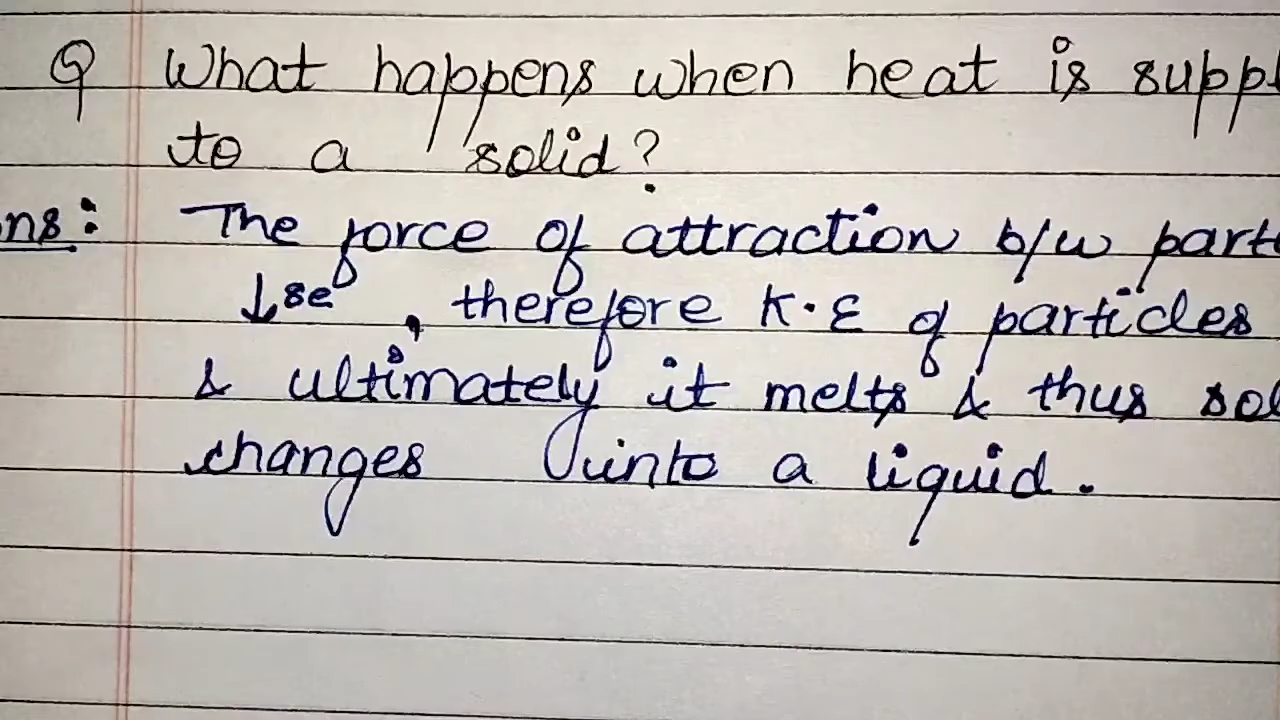 Q What happens when heat is suppl
to a solid?
ns: The force of attraction b/w part
↓se, therefore K.E of particles
& ultimately it melts & thus sol
changes into a liquid.